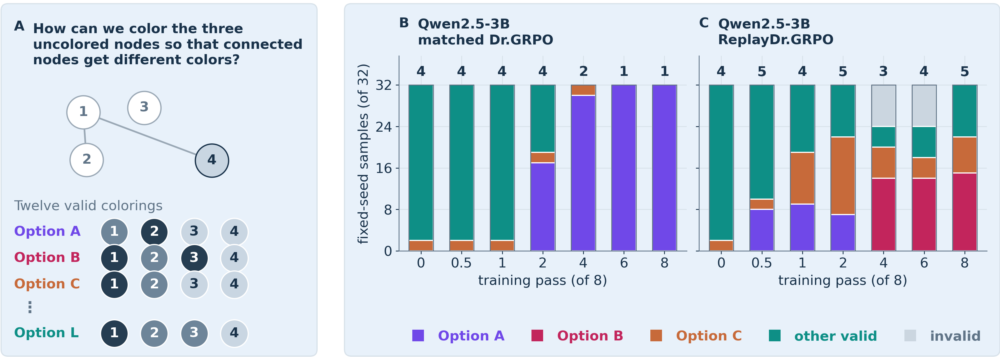 A How can we color the three
uncolored nodes so that connected
nodes get different colors?
1
3
2
4
Twelve valid colorings
Option A 1 2 3 4
Option B 1 2 3 4
Option C 1 2 3 4
⋮
Option L 1 2 3 4
B Qwen2.5-3B
matched Dr.GRPO
4 4 4 4 2 1 1
fixed-seed samples (of 32)
32
24
16
8
0
0 0.5 1 2 4 6 8
training pass (of 8)
C Qwen2.5-3B
ReplayDr.GRPO
4 5 4 5 3 4 5
0 0.5 1 2 4 6 8
training pass (of 8)
Option A Option B Option C other valid invalid